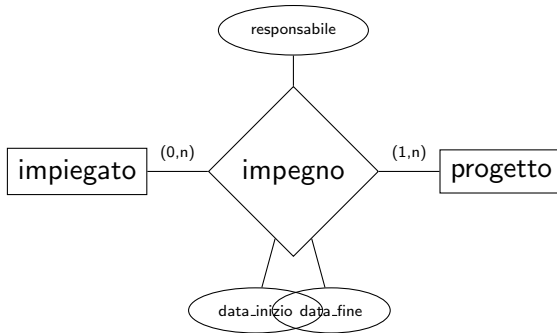 responsabile
impiegato
(0,n)
impegno
(1,n)
progetto
data_inizio
data_fine